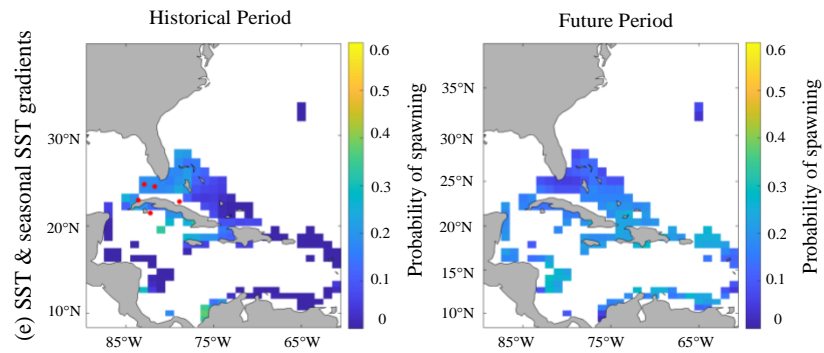 Historical Period
Future Period
(e) SST & seasonal SST gradients
30°N
20°N
10°N
85°W
75°W
65°W
0.6
0.5
0.4
0.3
0.2
0.1
0
Probability of spawning
35°N
30°N
25°N
20°N
15°N
10°N
85°W
75°W
65°W
0.6
0.5
0.4
0.3
0.2
0.1
0
Probability of spawning